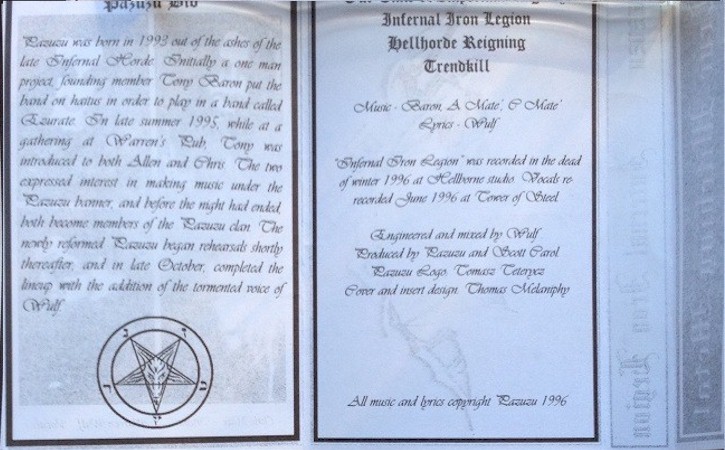 Pazuzu Bio
Pazuzu was born in 1993 out of the ashes of the
late Infernal Horde. Initially a one man
project, founding member Tony Baron put the
band on haitus in order to play in a band called
Ezurate. In late summer 1995, while at a
gathering at Warren's Pub, Tony was
introduced to both Allen and Chris. The two
expressed interest in making music under the
Pazuzu banner, and before the night had ended,
both become members of the Pazuzu clan. The
newly reformed Pazuzu began rehearsals shortly
thereafter, and in late October, completed the
lineup with the addition of the tormented voice of
Wulf.
Infernal Iron Legion
Hellhorde Reigning
Trendkill
Music - Baron, A. Mate', C. Mate'
Lyrics - Wulf
"Infernal Iron Legion" was recorded in the dead
of winter 1996 at Hellborne studio. Vocals re-
recorded June 1996 at Tower of Steel.
Engineered and mixed by Wulf
Produced by Pazuzu and Scott Carol.
Pazuzu Logo: Tomasz Teterycz
Cover and insert design: Thomas Melaniphy
All music and lyrics copyright Pazuzu 1996